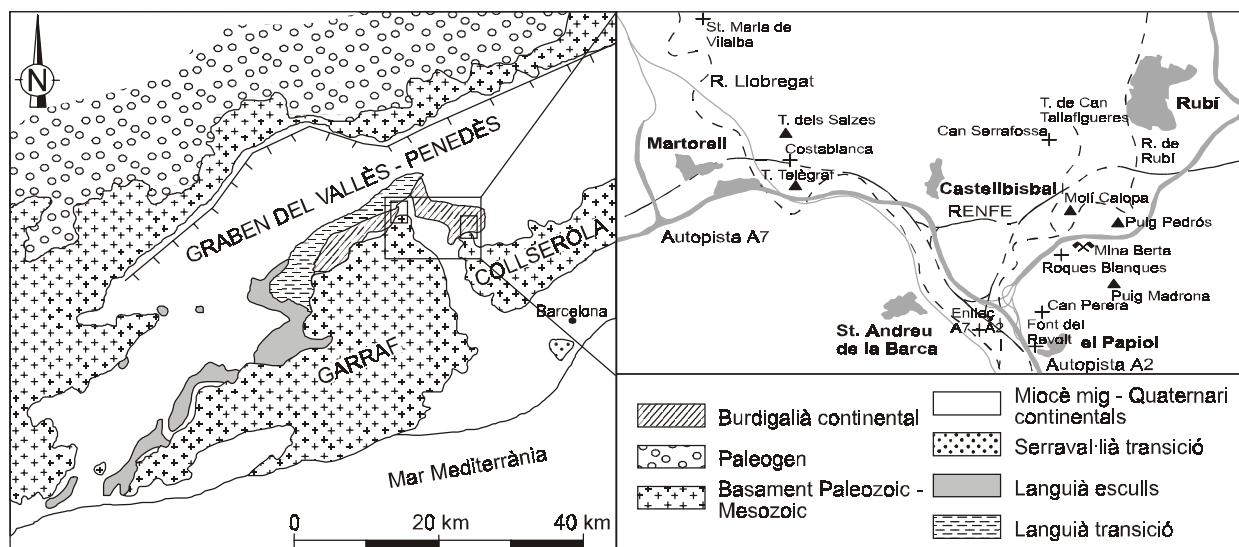 N
GRABEN DEL VALLÈS - PENEDÈS
COLLSEROLA
Barcelona
GARRAF
Mar Mediterrània
0 20 km 40 km
St. Maria de
Vilalba
R. Llobregat
T. dels Salzes
Costablanca
Martorell
T. Telègraf
Autopista A7
T. de Can
Tallafigueres
Can Serrafossa
Rubí
R. de
Rubí
Castellbisbal
RENFE
Molí Calopa
Puig Pedrós
Mina Berta
Roques Blanques
Puig Madrona
Can Perera
Enllaç
A7 - A2
St. Andreu
de la Barca
Font del
Revolt
el Papiol
Autopista A2
Burdigalià continental
Paleogen
Basament Paleozoic -
Mesozoic
Miocè mig - Quaternari
continentals
Serraval·lià transició
Languià esculls
Languià transició